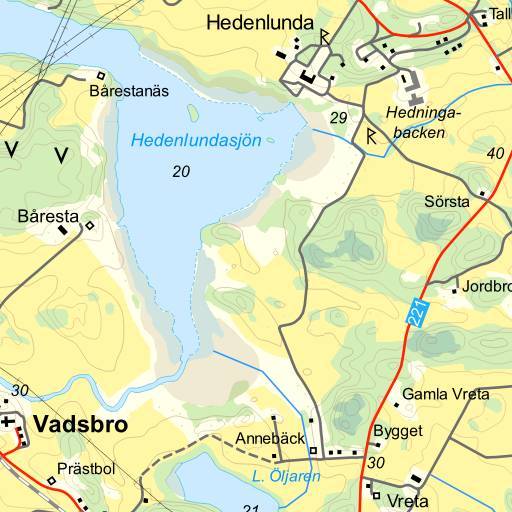 Tall
Hedenlunda
Bårestanäs
29
Hedninga-
backen
Hedenlundasjön
20
40
Sörsta
Båresta
Jordbro
221
30
Gamla Vreta
Vadsbro
Annebäck
Bygget
Prästbol
30
L. Öljaren
Vreta
21